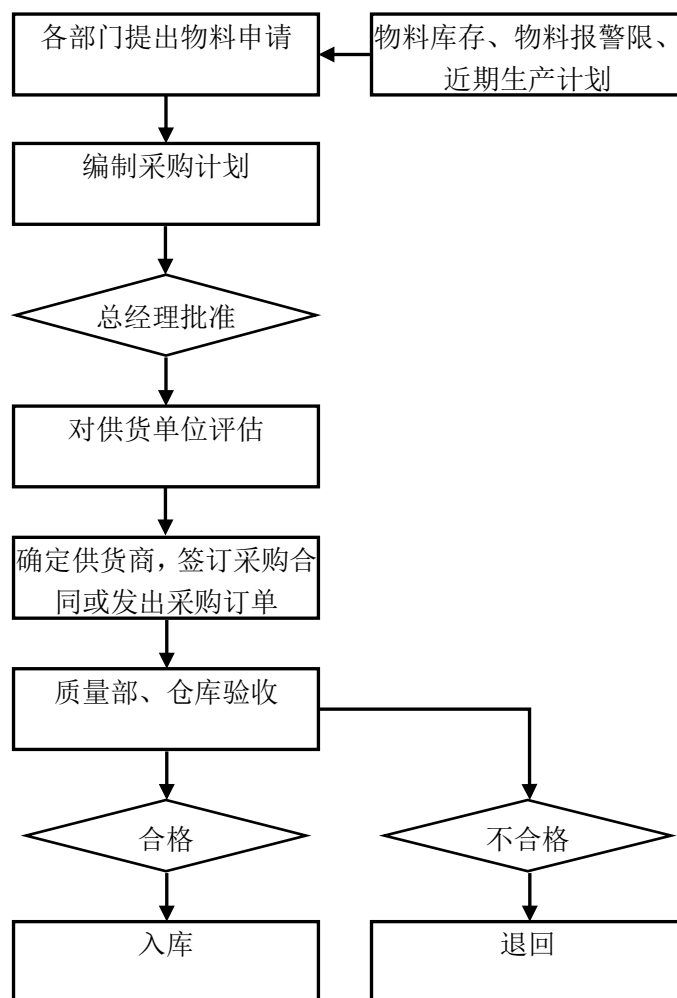 各部门提出物料申请
物料库存、物料报警限、
近期生产计划
编制采购计划
总经理批准
对供货单位评估
确定供货商，签订采购合
同或发出采购订单
质量部、仓库验收
合格
不合格
入库
退回